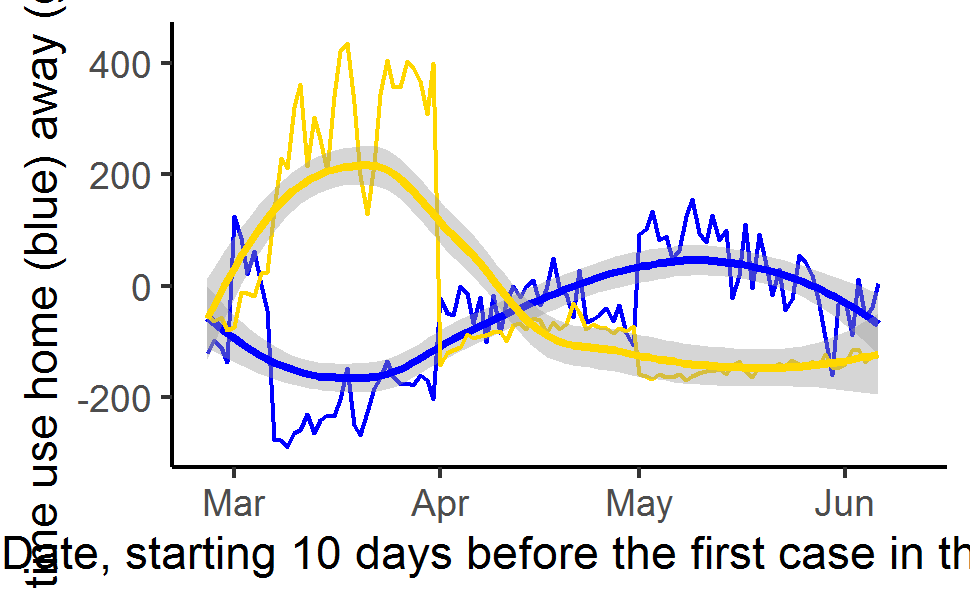 time use home (blue) away (
400
200
0
-200
Mar Apr May Jun
Date, starting 10 days before the first case in th